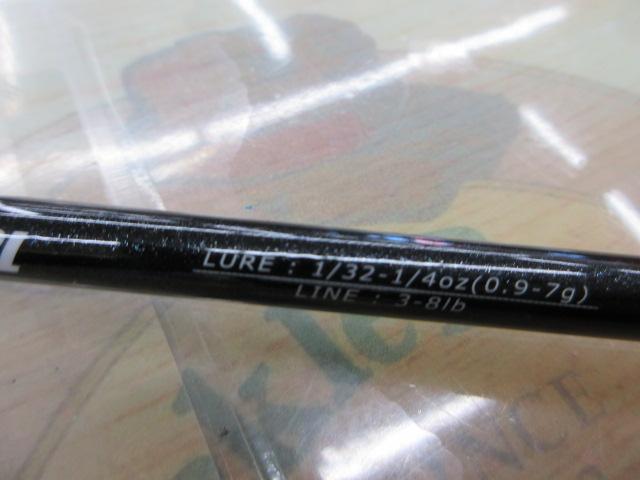 LURE : 1/32-1/4oz(0.9-7g)
LINE : 3-8lb